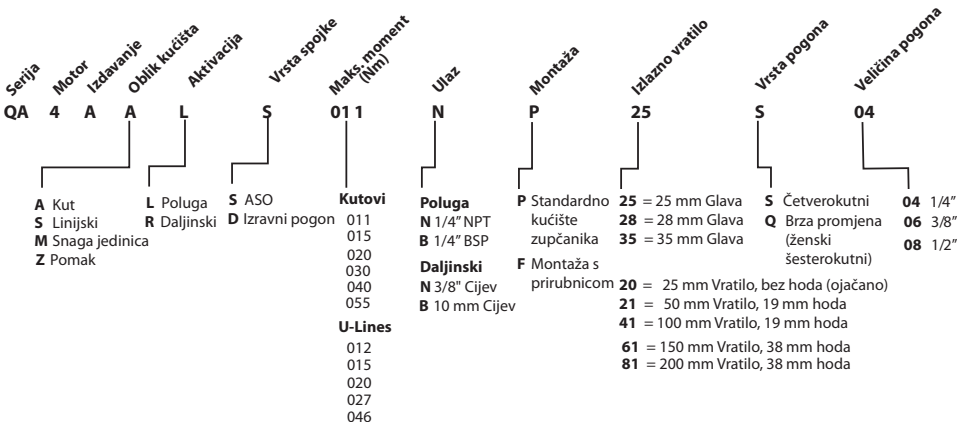 Serija
Motor
Izdavanje
Oblik kućišta
Aktivacija
Vrsta spojke
Maks. moment
(Nm)
Ulaz
Montaža
Izlazno vratilo
Vrsta pogona
Veličina pogona
QA 4 A A L S 011 N P 25 S 04
A Kut
S Linijski
M Snaga jedinica
Z Pomak
L Poluga
R Daljinski
S ASO
D Izravni pogon
Kutovi
011
015
020
030
040
055
U-Lines
012
015
020
027
046
Poluga
N 1/4” NPT
B 1/4” BSP
Daljinski
N 3/8" Cijev
B 10 mm Cijev
P Standardno
kućište
zupčanika
F Montaža s
prirubnicom
25 = 25 mm Glava
28 = 28 mm Glava
35 = 35 mm Glava
20 = 25 mm Vratilo, bez hoda (ojačano)
21 = 50 mm Vratilo, 19 mm hoda
41 = 100 mm Vratilo, 19 mm hoda
61 = 150 mm Vratilo, 38 mm hoda
81 = 200 mm Vratilo, 38 mm hoda
S Četverokutni
Q Brza promjena
(ženski
šesterokutni)
04 1/4”
06 3/8”
08 1/2”